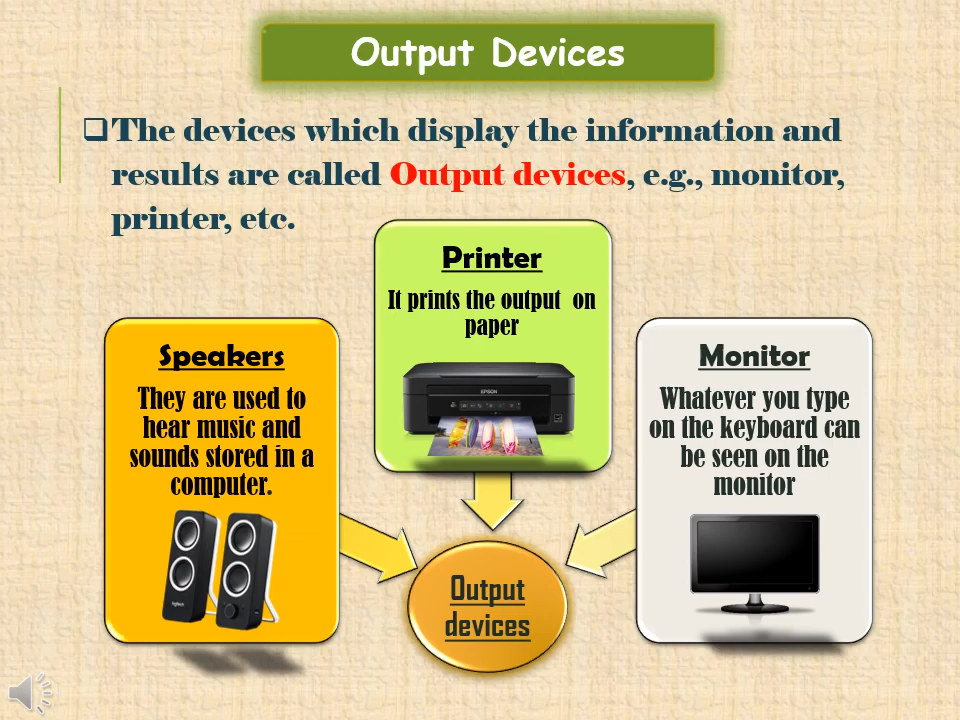 Output Devices
The devices which display the information and
results are called Output devices, e.g., monitor,
printer, etc.
Printer
It prints the output on
paper
EPSON
Speakers
They are used to
hear music and
sounds stored in a
computer.
logitech
Monitor
Whatever you type
on the keyboard can
be seen on the
monitor
Output
devices